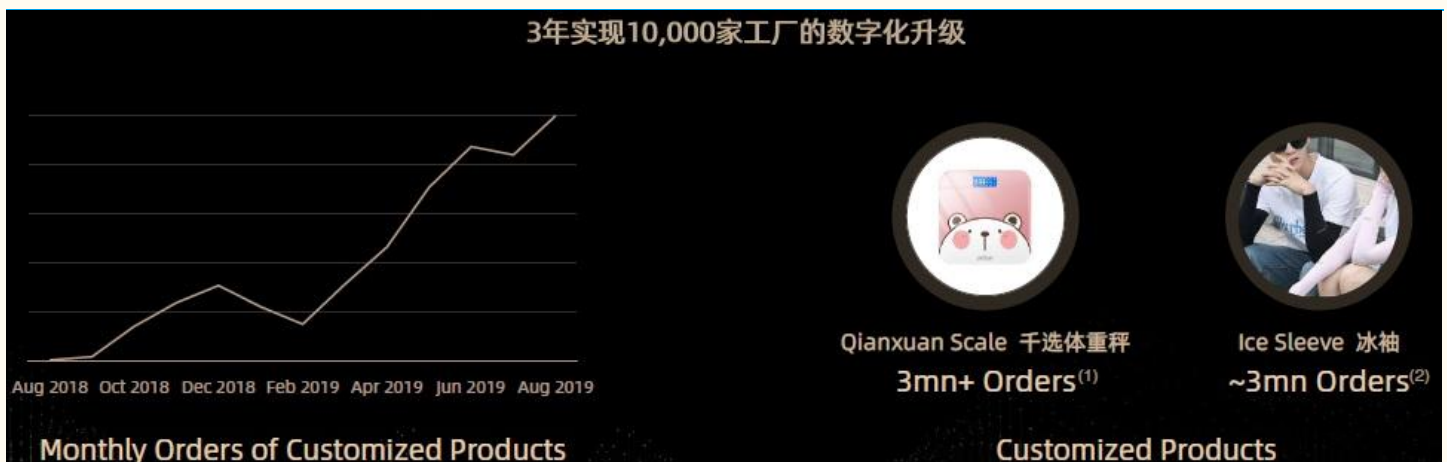 3年实现10,000家工厂的数字化升级
Aug 2018 Oct 2018 Dec 2018 Feb 2019 Apr 2019 Jun 2019 Aug 2019
Monthly Orders of Customized Products
Qianxuan Scale 千选体重秤
3mn+ Orders(1)
Ice Sleeve 冰袖
~3mn Orders(2)
Customized Products